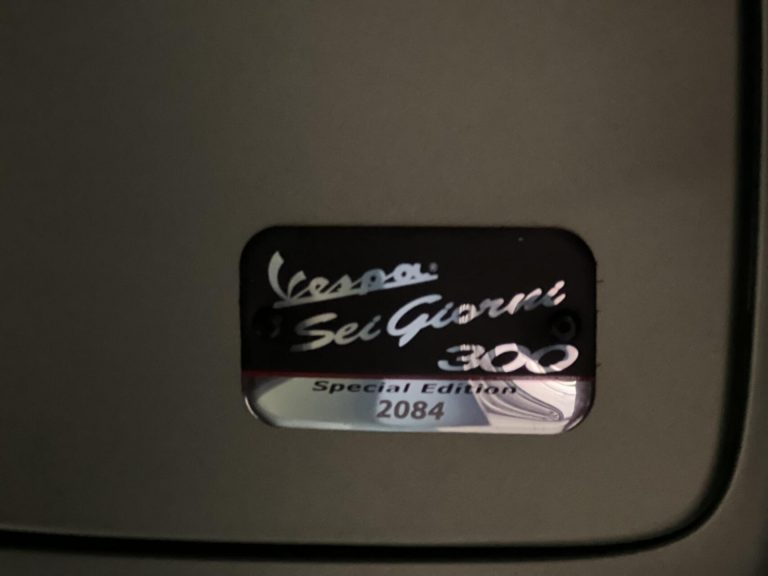 Vespa®
Sei Giorni
300
Special Edition
2084